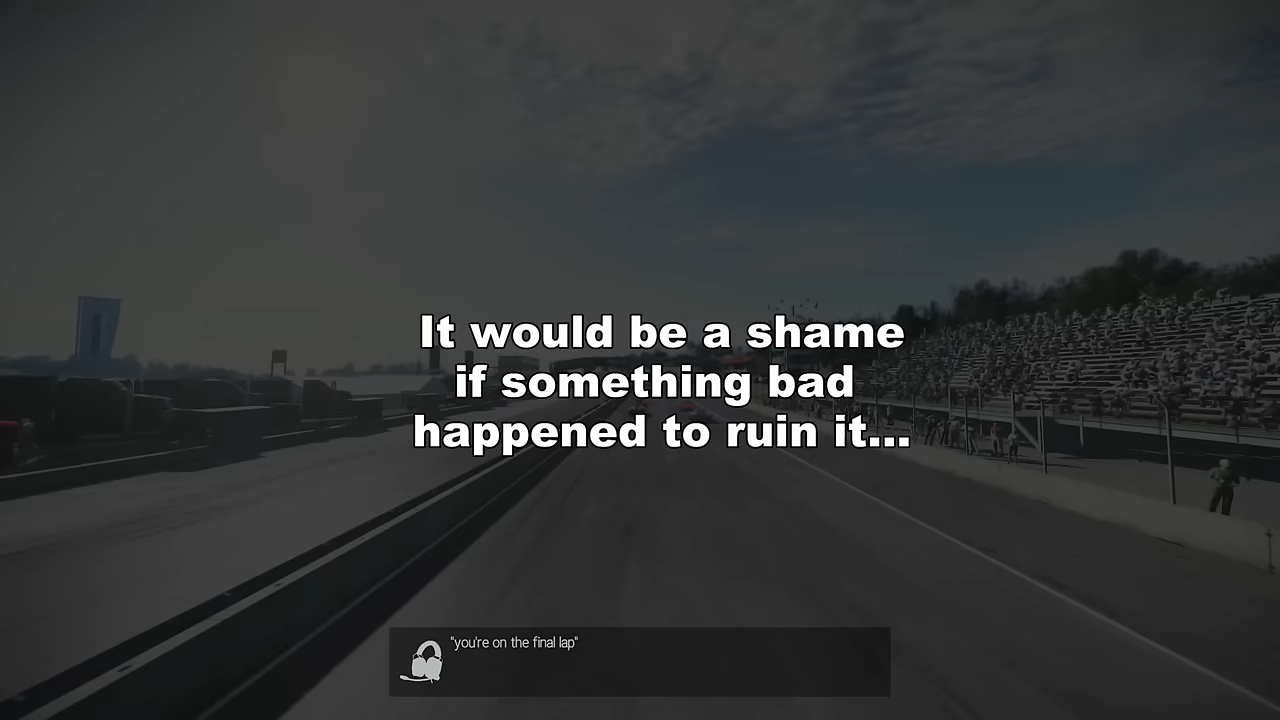 It would be a shame
if something bad
happened to ruin it...
"you're on the final lap"